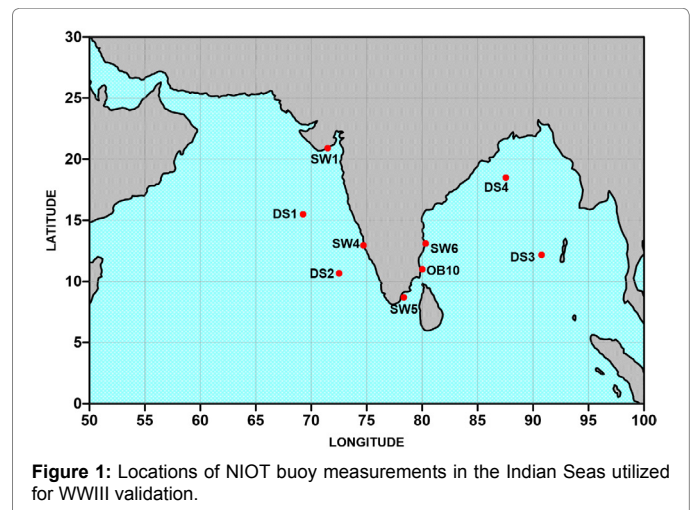 30
25
20
15
10
5
0
LATITUDE
SW1
DS4
DS1
SW4
SW6
DS3
DS2
OB10
SW5
50 55 60 65 70 75 80 85 90 95 100
LONGITUDE
Figure 1: Locations of NIOT buoy measurements in the Indian Seas utilized
for WWIII validation.